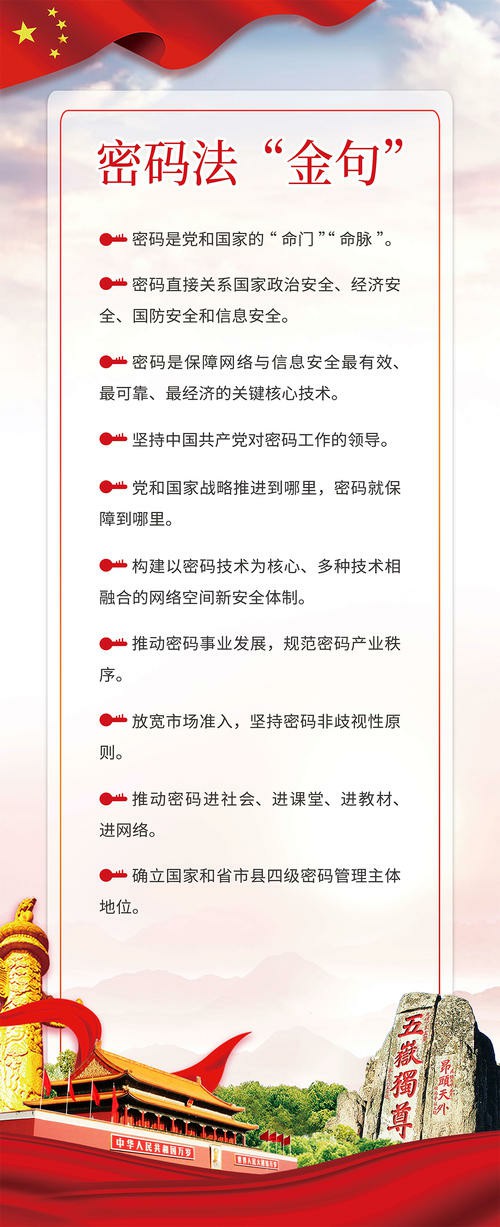 密码法“金句”
密码是党和国家的“命门”“命脉”。
密码直接关系国家政治安全、经济安
全、国防安全和信息安全。
密码是保障网络与信息安全最有效、
最可靠、最经济的关键核心技术。
坚持中国共产党对密码工作的领导。
党和国家战略推进到哪里，密码就保
障到哪里。
构建以密码技术为核心、多种技术相
融合的网络空间新安全体制。
推动密码事业发展，规范密码产业秩
序。
放宽市场准入，坚持密码非歧视性原
则。
推动密码进社会、进课堂、进教材、
进网络。
确立国家和省市县四级密码管理主体
地位。
五嶽獨尊
昂頭天外
中华人民共和国万岁
世界人民大团结万岁